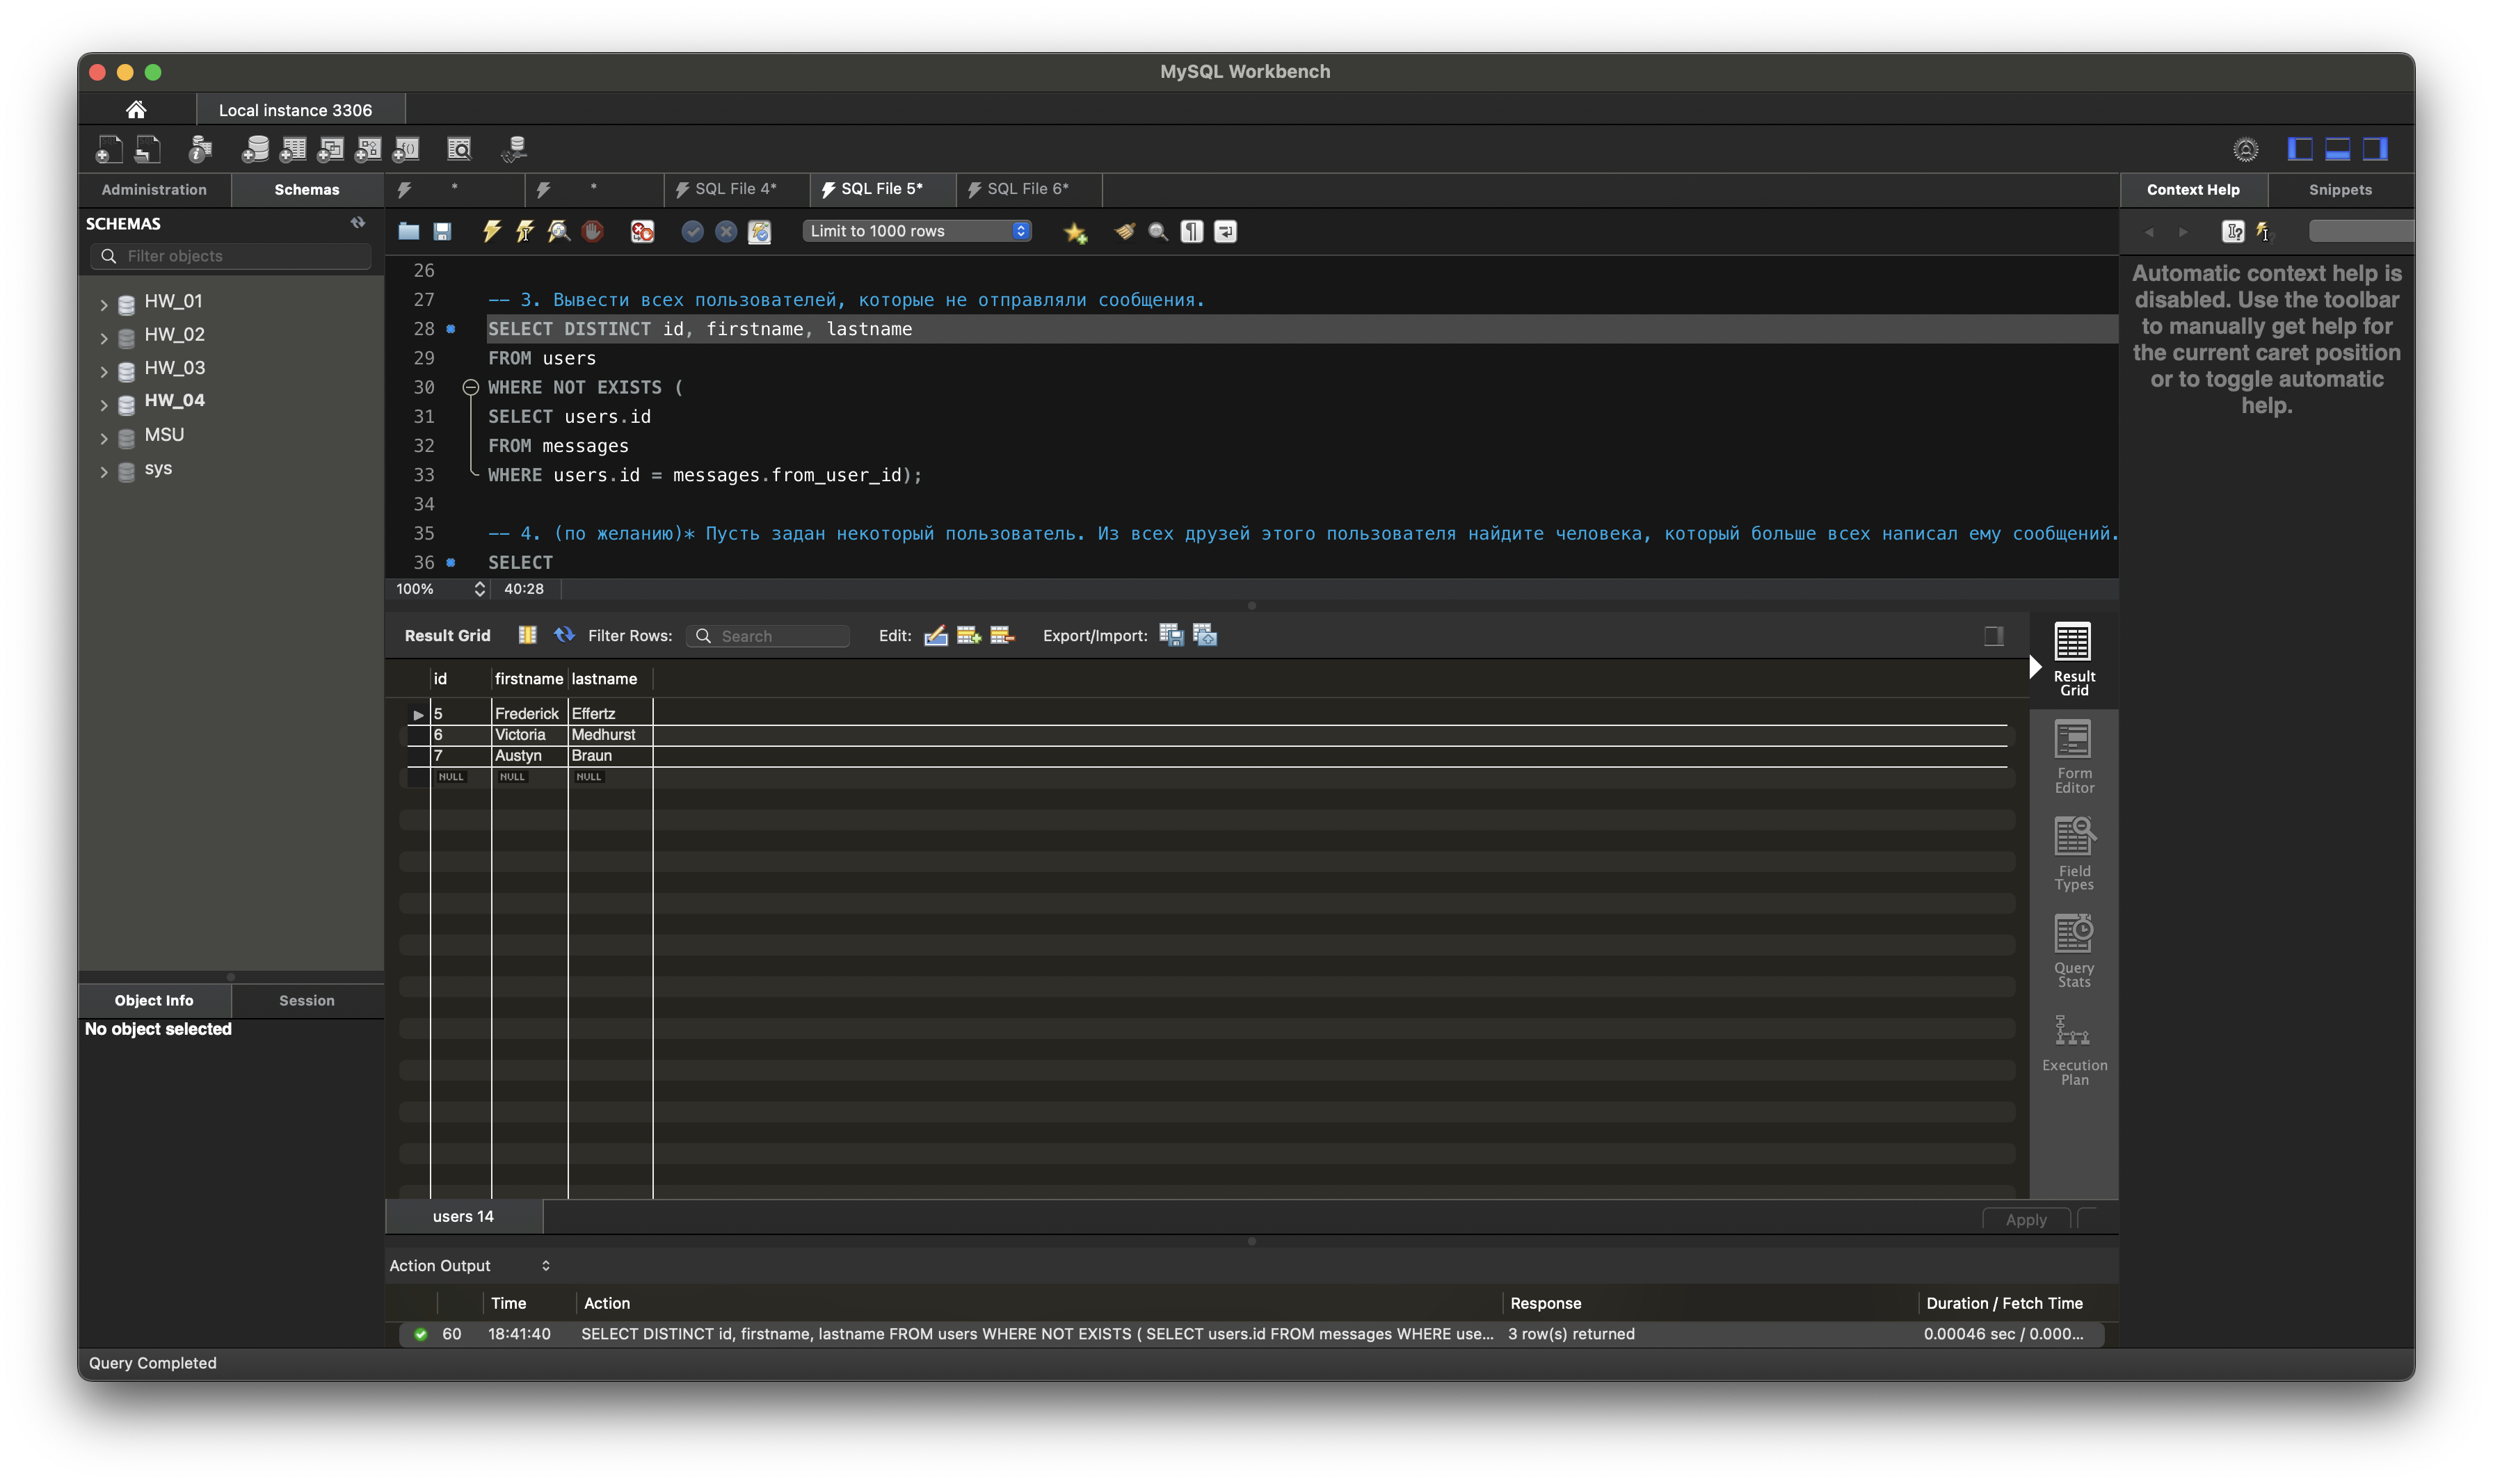 MySQL Workbench
Local instance 3306
Administration
Schemas
*
*
SQL File 4*
SQL File 5*
SQL File 6*
Context Help
Snippets
SCHEMAS
Filter objects
HW_01
HW_02
HW_03
HW_04
MSU
sys
Limit to 1000 rows
26
27 -- 3. Вывести всех пользователей, которые не отправляли сообщения.
28 SELECT DISTINCT id, firstname, lastname
29 FROM users
30 WHERE NOT EXISTS (
31 SELECT users.id
32 FROM messages
33 WHERE users.id = messages.from_user_id);
34
35 -- 4. (по желанию)* Пусть задан некоторый пользователь. Из всех друзей этого пользователя найдите человека, который больше всех написал ему сообщений.
36 SELECT
100% 40:28
Automatic context help is
disabled. Use the toolbar
to manually get help for
the current caret position
or to toggle automatic
help.
Result Grid
Filter Rows:
Search
Edit:
Export/Import:
id firstname lastname
5 Frederick Effertz
6 Victoria Medhurst
7 Austyn Braun
NULL NULL NULL
Result
Grid
Form
Editor
Field
Types
Query
Stats
Execution
Plan
Object Info
Session
No object selected
users 14
Apply
Action Output
Time Action Response Duration / Fetch Time
60 18:41:40 SELECT DISTINCT id, firstname, lastname FROM users WHERE NOT EXISTS ( SELECT users.id FROM messages WHERE use... 3 row(s) returned 0.00046 sec / 0.000...
Query Completed